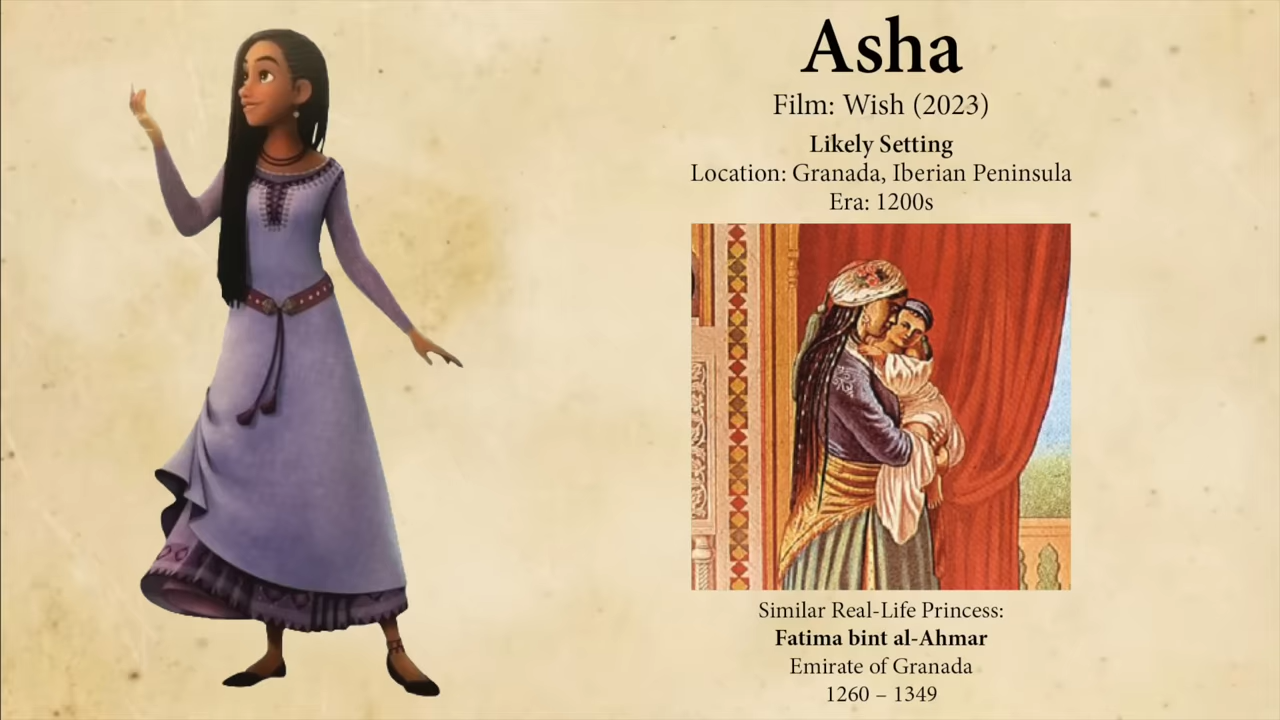 Asha
Film: Wish (2023)
Likely Setting
Location: Granada, Iberian Peninsula
Era: 1200s
Similar Real-Life Princess:
Fatima bint al-Ahmar
Emirate of Granada
1260 – 1349